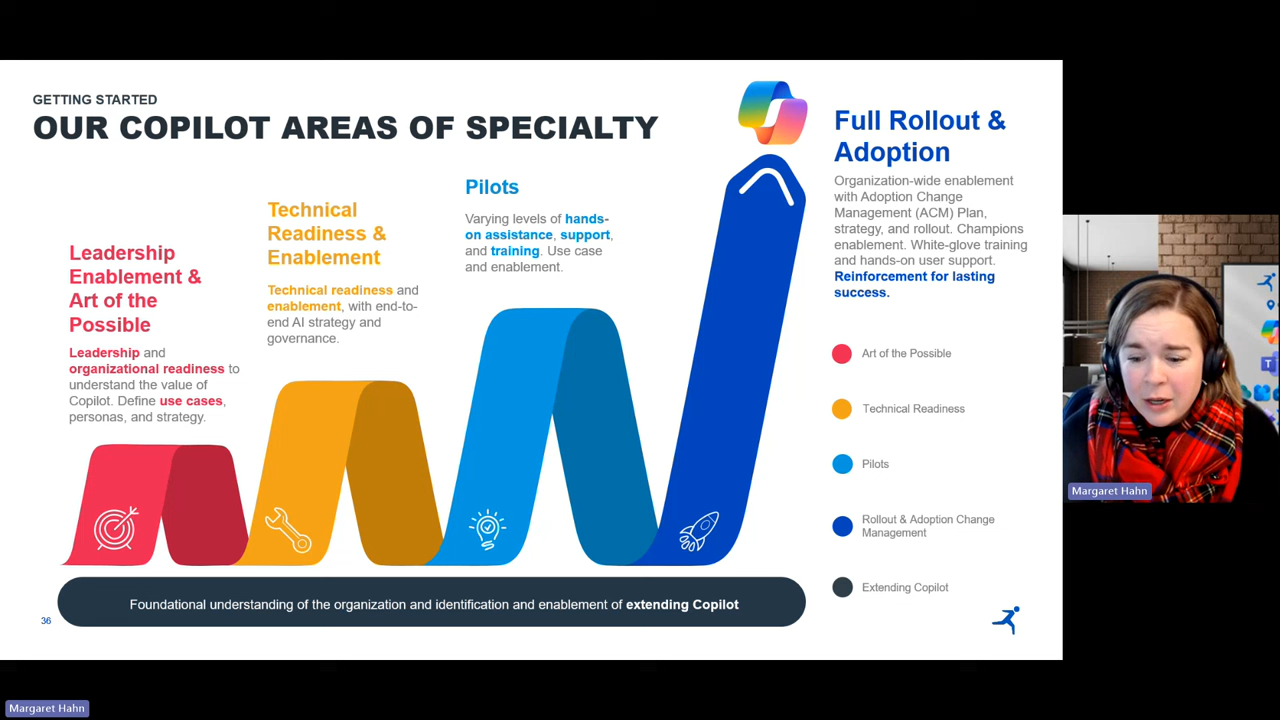 GETTING STARTED
OUR COPILOT AREAS OF SPECIALTY
Leadership
Enablement &
Art of the
Possible
Leadership and
organizational readiness to
understand the value of
Copilot. Define use cases,
personas, and strategy.
Technical
Readiness &
Enablement
Technical readiness and
enablement, with end-to-
end AI strategy and
governance.
Pilots
Varying levels of hands-
on assistance, support,
and training. Use case
and enablement.
Full Rollout &
Adoption
Organization-wide enablement
with Adoption Change
Management (ACM) Plan,
strategy, and rollout. Champions
enablement. White-glove training
and hands-on user support.
Reinforcement for lasting
success.
Art of the Possible
Technical Readiness
Pilots
Rollout & Adoption Change
Management
Extending Copilot
Foundational understanding of the organization and identification and enablement of extending Copilot
36
Margaret Hahn
Margaret Hahn